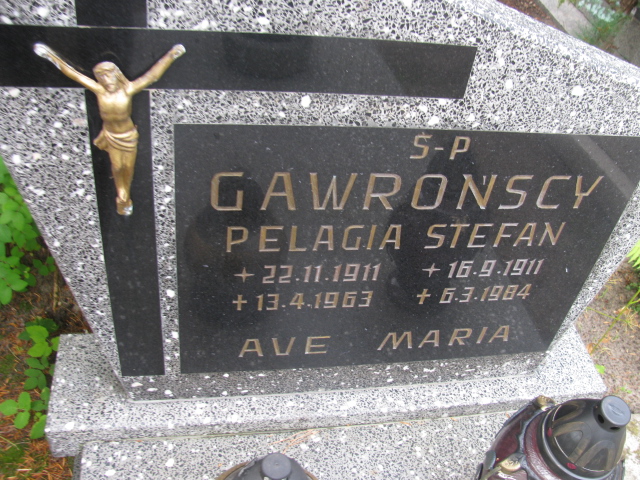 Ś-P
GAWROŃSCY
PELAGIA STEFAN
* 22.11.1911 * 16.9.1911
+ 13.4.1963 + 6.3.1984
AVE MARIA